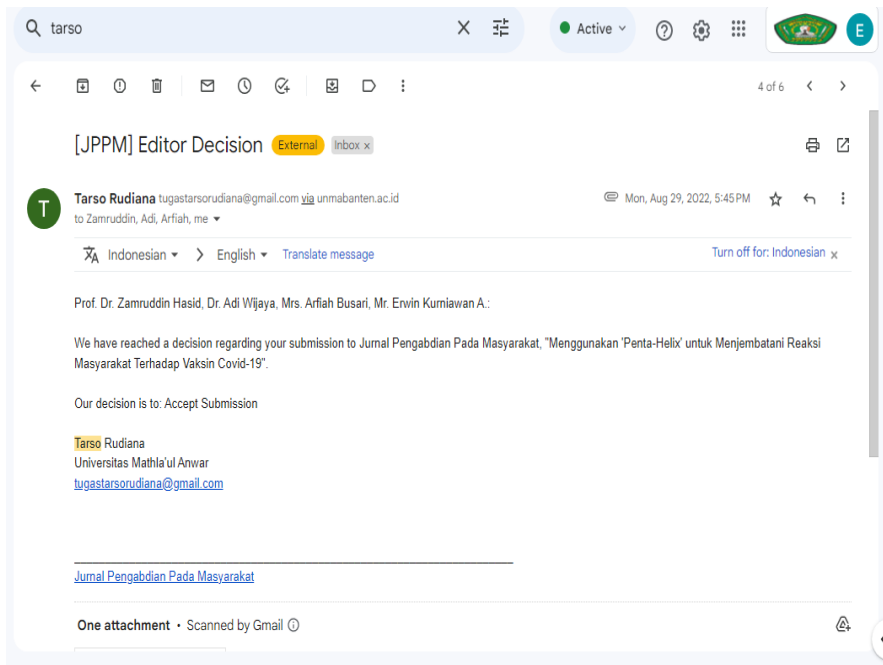 tarso
Active
E
4 of 6
[JPPM] Editor Decision External Inbox x
T
Tarso Rudiana tugastarsorudiana@gmail.com via unmabanten.ac.id
Mon, Aug 29, 2022, 5:45 PM
to Zamruddin, Adi, Arfiah, me
Indonesian > English Translate message
Turn off for: Indonesian x
Prof. Dr. Zamruddin Hasid, Dr. Adi Wijaya, Mrs. Arfiah Busari, Mr. Erwin Kurniawan A.:
We have reached a decision regarding your submission to Jurnal Pengabdian Pada Masyarakat, "Menggunakan 'Penta-Helix' untuk Menjembatani Reaksi
Masyarakat Terhadap Vaksin Covid-19".
Our decision is to: Accept Submission
Tarso Rudiana
Universitas Mathla'ul Anwar
tugastarsorudiana@gmail.com
Jurnal Pengabdian Pada Masyarakat
One attachment • Scanned by Gmail